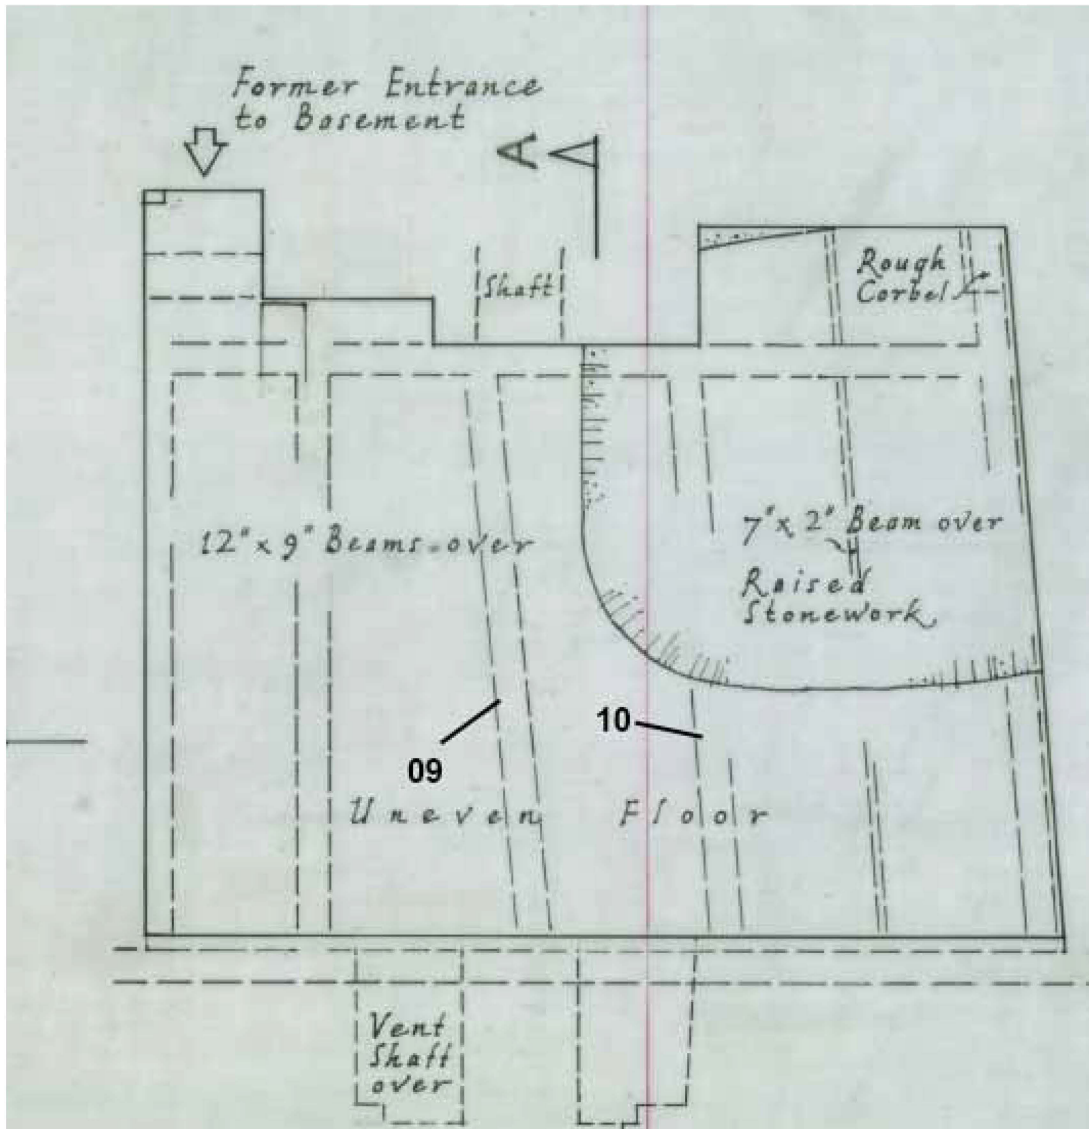 Former Entrance
to Basement
A
Shaft
Rough
Corbel
12" x 9" Beams over
7" x 2" Beam over
Raised
Stonework
09
10
Uneven Floor
Vent
Shaft
over